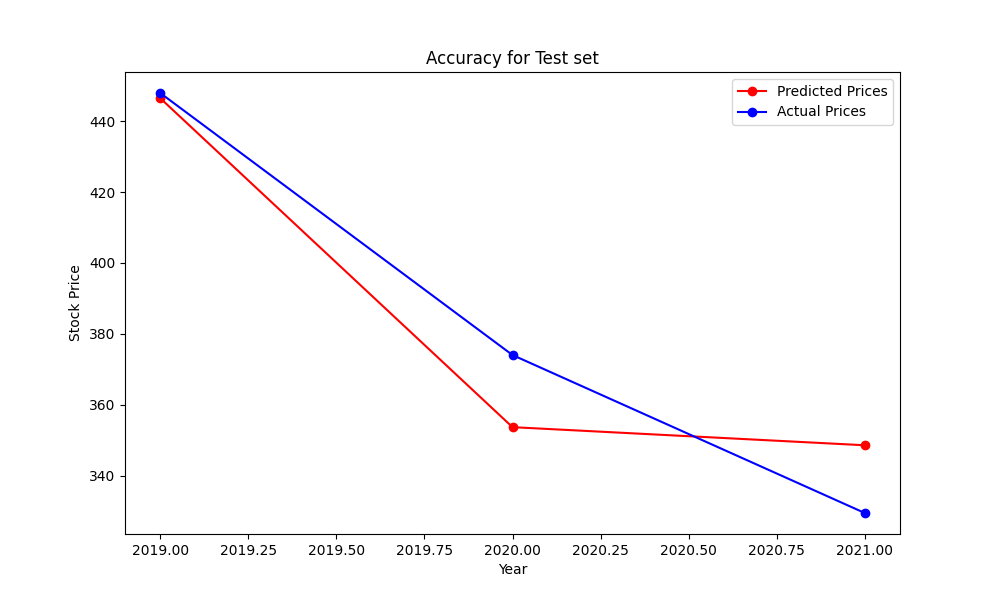 Accuracy for Test set
Predicted Prices
Actual Prices
Stock Price
440
420
400
380
360
340
2019.00 2019.25 2019.50 2019.75 2020.00 2020.25 2020.50 2020.75 2021.00
Year